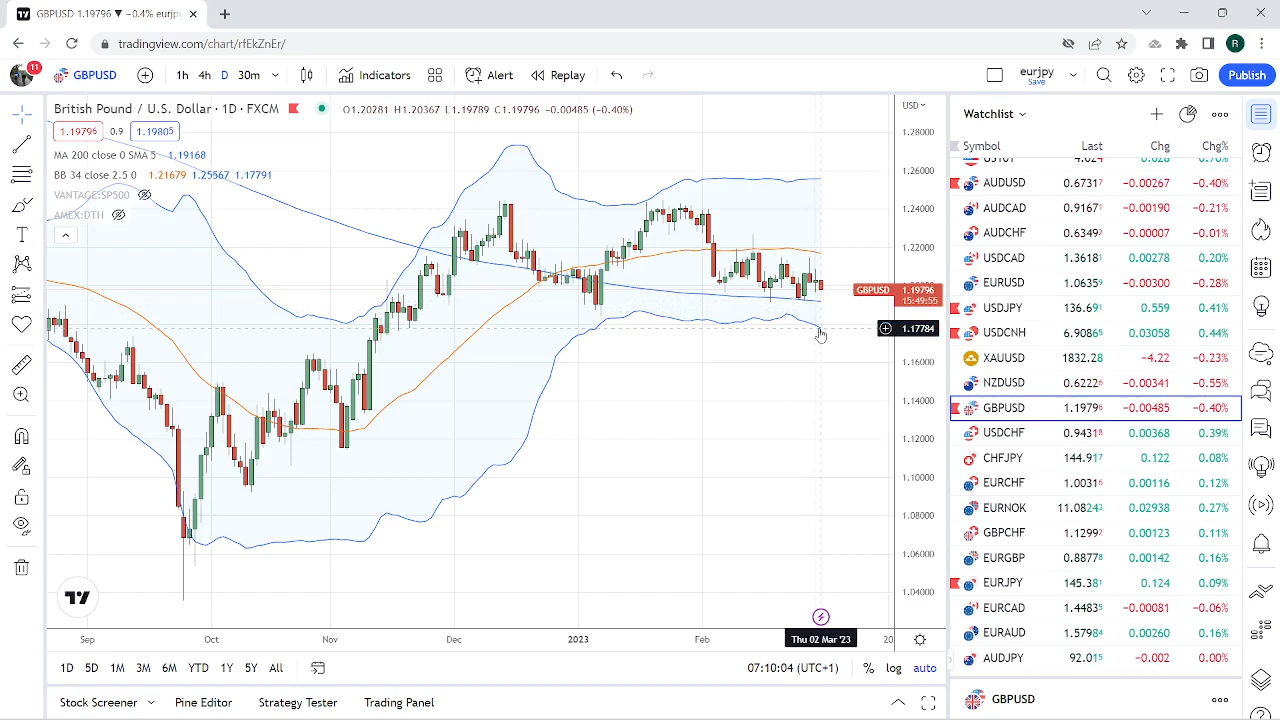 GBPUSD 1.19796 ▼ −0.4% eurjpy
tradingview.com/chart/rfEkZnEr/
R
11
GBPUSD 1h 4h D 30m Indicators Alert Replay eurjpy Save Publish
British Pound / U.S. Dollar · 1D · FXCM O1.20281 H1.20367 L1.19789 C1.19796 −0.00485 (−0.40%)
1.19796 0.9 1.19805
MA 200 close 0 SMA 5 1.19168
BB 34 close 2.5 0 1.21679 1.25567 1.17791
VANTAGE:SP500
AMEX:DTH
USD
1.28000
1.26000
1.24000
1.22000
GBPUSD 1.19796
15:49:55
1.17784
1.16000
1.14000
1.12000
1.10000
1.08000
1.06000
1.04000
Sep Oct Nov Dec 2023 Feb Thu 02 Mar '23 20
1D 5D 1M 3M 6M YTD 1Y 5Y All 07:10:04 (UTC+1) % log auto
Stock Screener Pine Editor Strategy Tester Trading Panel
Watchlist
Symbol Last Chg Chg%
AUDUSD 0.67317 −0.00267 −0.40%
AUDCAD 0.91671 −0.00190 −0.21%
AUDCHF 0.63492 −0.00007 −0.01%
USDCAD 1.36181 0.00278 0.20%
EURUSD 1.06359 −0.00300 −0.28%
USDJPY 136.691 0.559 0.41%
USDCNH 6.90865 0.03058 0.44%
XAUUSD 1832.28 −4.22 −0.23%
NZDUSD 0.62226 −0.00341 −0.55%
GBPUSD 1.19796 −0.00485 −0.40%
USDCHF 0.94318 0.00368 0.39%
CHFJPY 144.917 0.122 0.08%
EURCHF 1.00316 0.00116 0.12%
EURNOK 11.08243 0.02938 0.27%
GBPCHF 1.12992 0.00123 0.11%
EURGBP 0.88778 0.00142 0.16%
EURJPY 145.381 0.124 0.09%
EURCAD 1.44835 −0.00081 −0.06%
EURAUD 1.57984 0.00260 0.16%
AUDJPY 92.015 −0.002 0.00%
GBPUSD